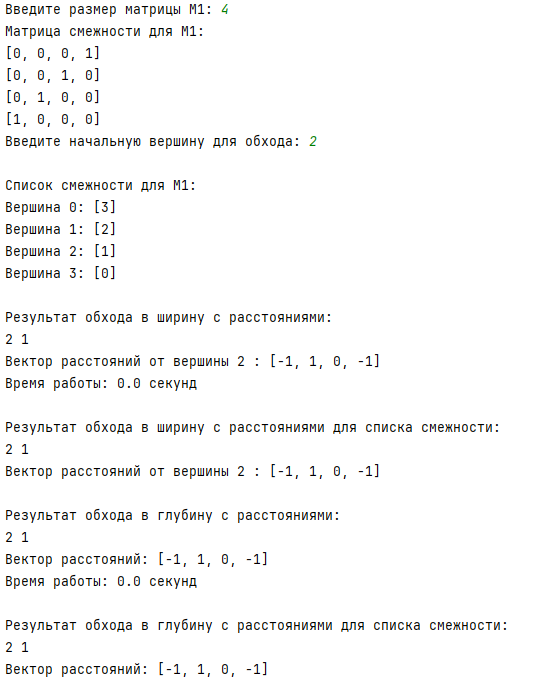 Введите размер матрицы M1: 4
Матрица смежности для M1:
[0, 0, 0, 1]
[0, 0, 1, 0]
[0, 1, 0, 0]
[1, 0, 0, 0]
Введите начальную вершину для обхода: 2
Список смежности для M1:
Вершина 0: [3]
Вершина 1: [2]
Вершина 2: [1]
Вершина 3: [0]
Результат обхода в ширину с расстояниями:
2 1
Вектор расстояний от вершины 2 : [-1, 1, 0, -1]
Время работы: 0.0 секунд
Результат обхода в ширину с расстояниями для списка смежности:
2 1
Вектор расстояний от вершины 2 : [-1, 1, 0, -1]
Результат обхода в глубину с расстояниями:
2 1
Вектор расстояний: [-1, 1, 0, -1]
Время работы: 0.0 секунд
Результат обхода в глубину с расстояниями для списка смежности:
2 1
Вектор расстояний: [-1, 1, 0, -1]